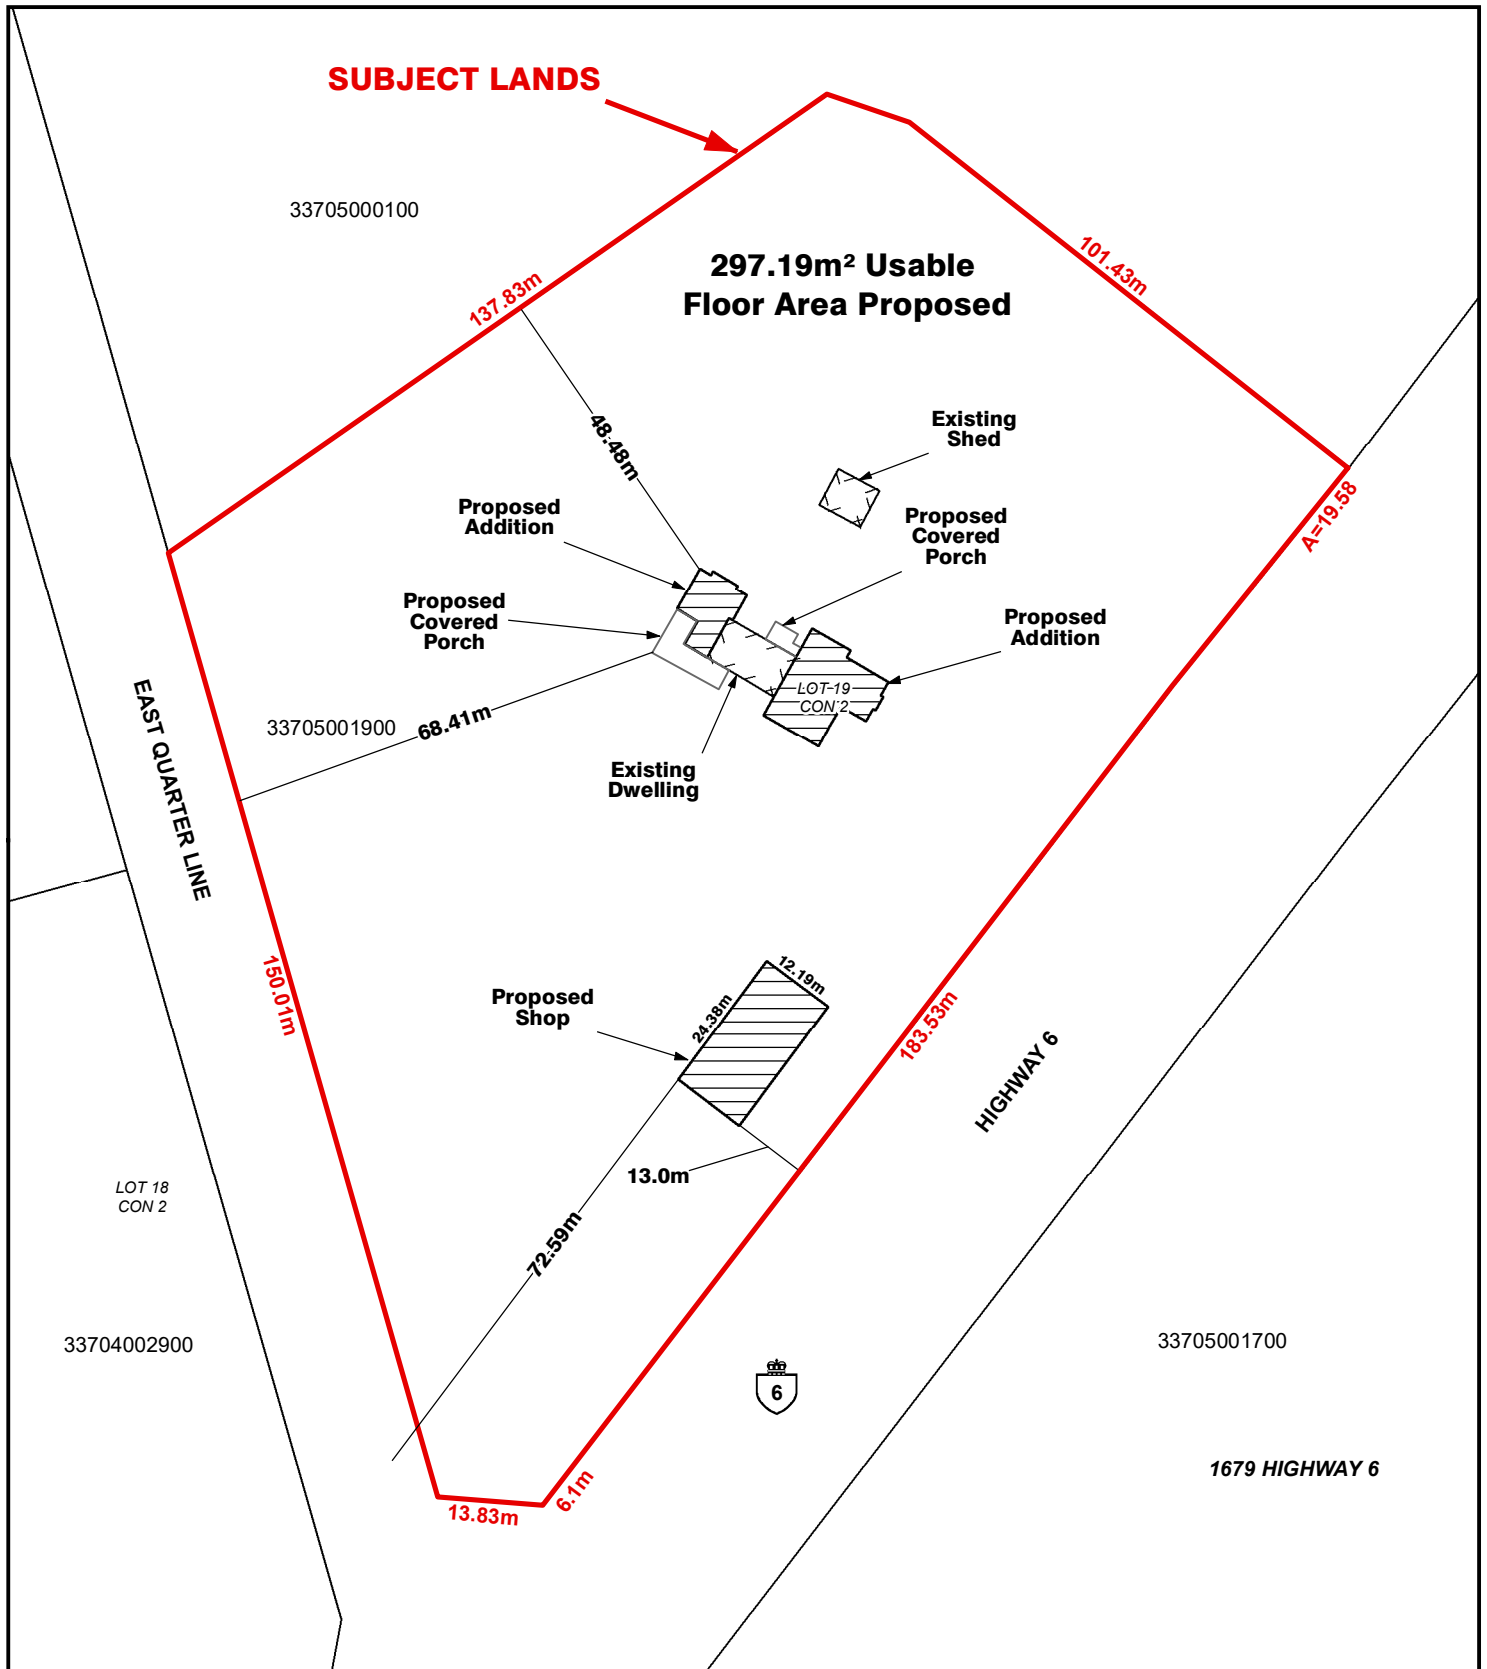 SUBJECT LANDS
33705000100
297.19m² Usable
Floor Area Proposed
137.83m
101.43m
48.48m
Existing
Shed
A=19.58
Proposed
Addition
Proposed
Covered
Porch
Proposed
Covered
Porch
Proposed
Addition
LOT 19
CON 2
33705001900
68.41m
EAST QUARTER LINE
Existing
Dwelling
150.01m
12.19m
24.38m
Proposed
Shop
183.53m
HIGHWAY 6
13.0m
LOT 18
CON 2
72.59m
33704002900
33705001700
6
1679 HIGHWAY 6
6.1m
13.83m